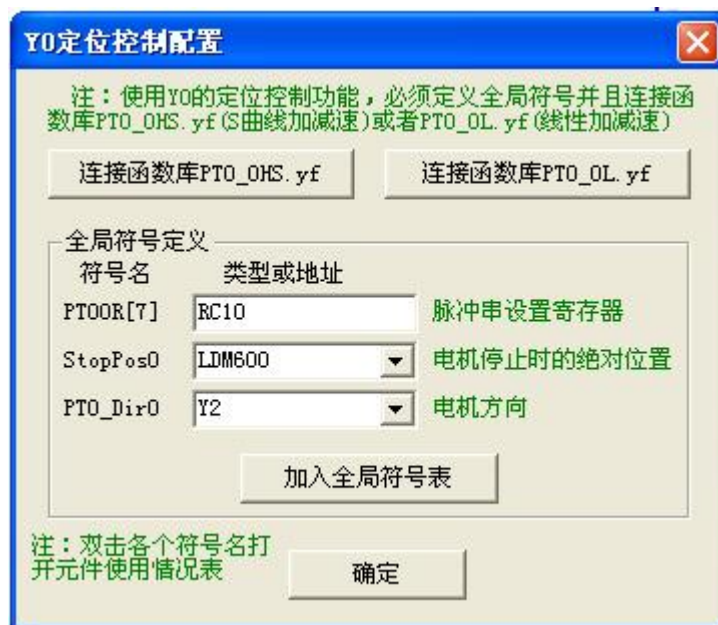 Y0定位控制配置
注：使用Y0的定位控制功能，必须定义全局符号并且连接函
数库PTO_0HS.yf(S曲线加减速)或者PTO_0L.yf(线性加减速)
连接函数库PTO_0HS.yf 连接函数库PTO_0L.yf
全局符号定义
符号名 类型或地址
PTO0R[7] RC10 脉冲串设置寄存器
StopPos0 LDM600 电机停止时的绝对位置
PTO_Dir0 Y2 电机方向
加入全局符号表
注：双击各个符号名打
开元件使用情况表
确定